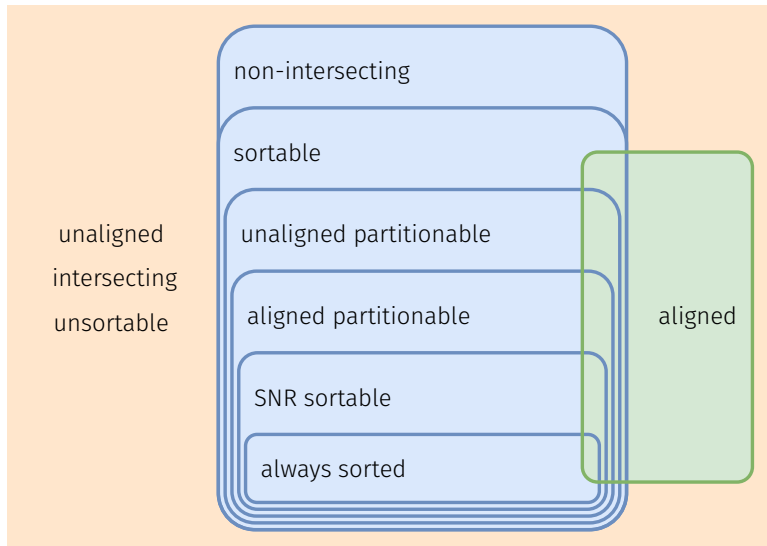 non-intersecting
sortable
unaligned partitionable
aligned partitionable
SNR sortable
always sorted
unaligned
intersecting
unsortable
aligned